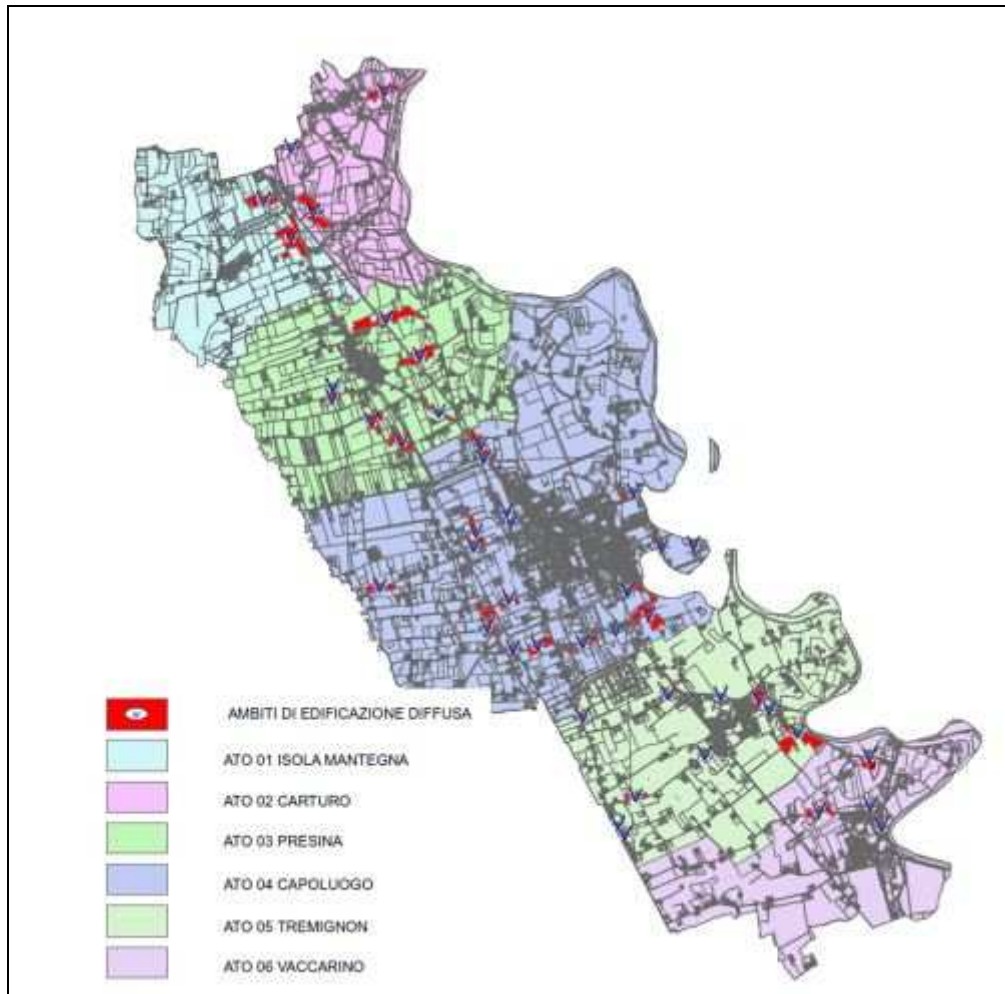 AMBITI DI EDIFICAZIONE DIFFUSA
ATO 01 ISOLA MANTEGNA
ATO 02 CARTURO
ATO 03 PRESINA
ATO 04 CAPOLUOGO
ATO 05 TREMIGNON
ATO 06 VACCARINO